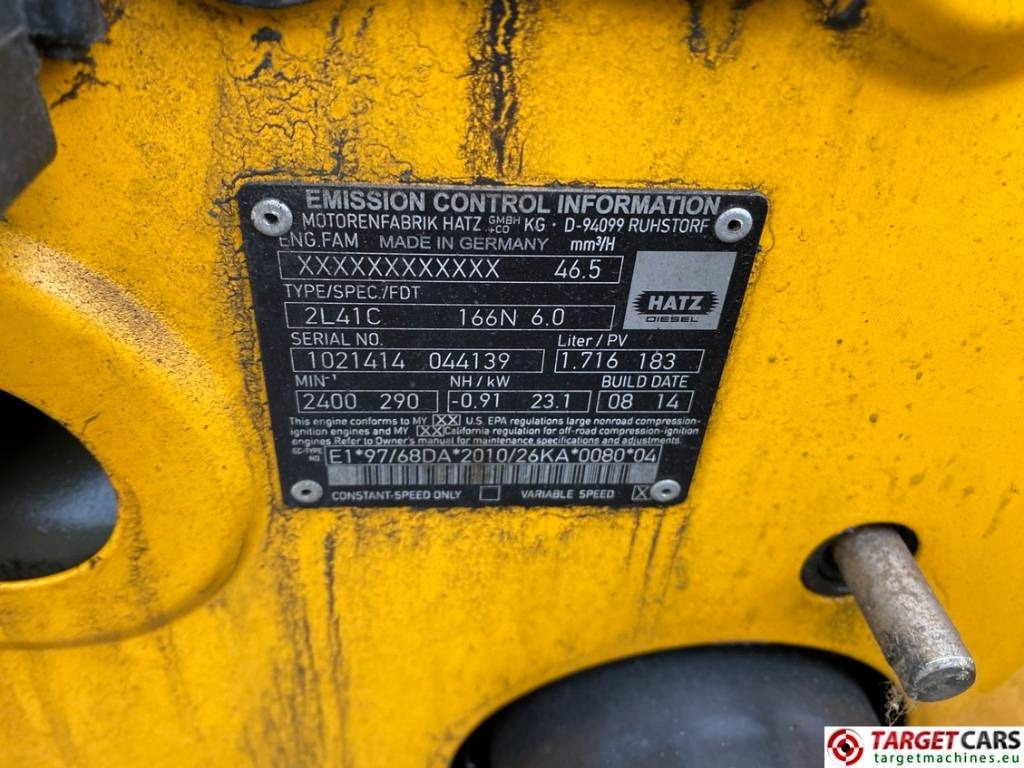 EMISSION CONTROL INFORMATION
MOTORENFABRIK HATZ GMBH +CO KG · D-94099 RUHSTORF
ENG.FAM MADE IN GERMANY mm³/H
XXXXXXXXXXXX 46.5
TYPE/SPEC./FDT
2L41C 166N 6.0
HATZ
DIESEL
SERIAL NO. Liter / PV
1021414 044139 1.716 183
MIN⁻¹ NH / kW BUILD DATE
2400 290 -0.91 23.1 08 14
This engine conforms to MY XX U.S. EPA regulations large nonroad compression-
ignition engines and MY XX California regulation for off-road compression-ignition
engines. Refer to Owner's manual for maintenance specifications and adjustments.
EC-TYPE NO. E1*97/68DA*2010/26KA*0080*04
CONSTANT-SPEED ONLY VARIABLE SPEED X
TARGETCARS
targetmachines.eu